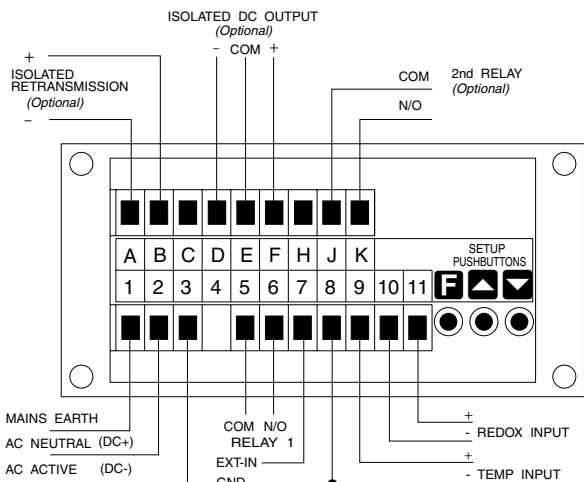 ISOLATED DC OUTPUT
(Optional)
– COM +
+
ISOLATED
RETRANSMISSION
(Optional)
–
COM
2nd RELAY
(Optional)
N/O
A B C D E F H J K
SETUP
PUSHBUTTONS
1 2 3 4 5 6 7 8 9 10 11
F
MAINS EARTH
AC NEUTRAL (DC+)
AC ACTIVE (DC-)
COM N/O
RELAY 1
EXT-IN
GND
+
- REDOX INPUT
+
- TEMP INPUT